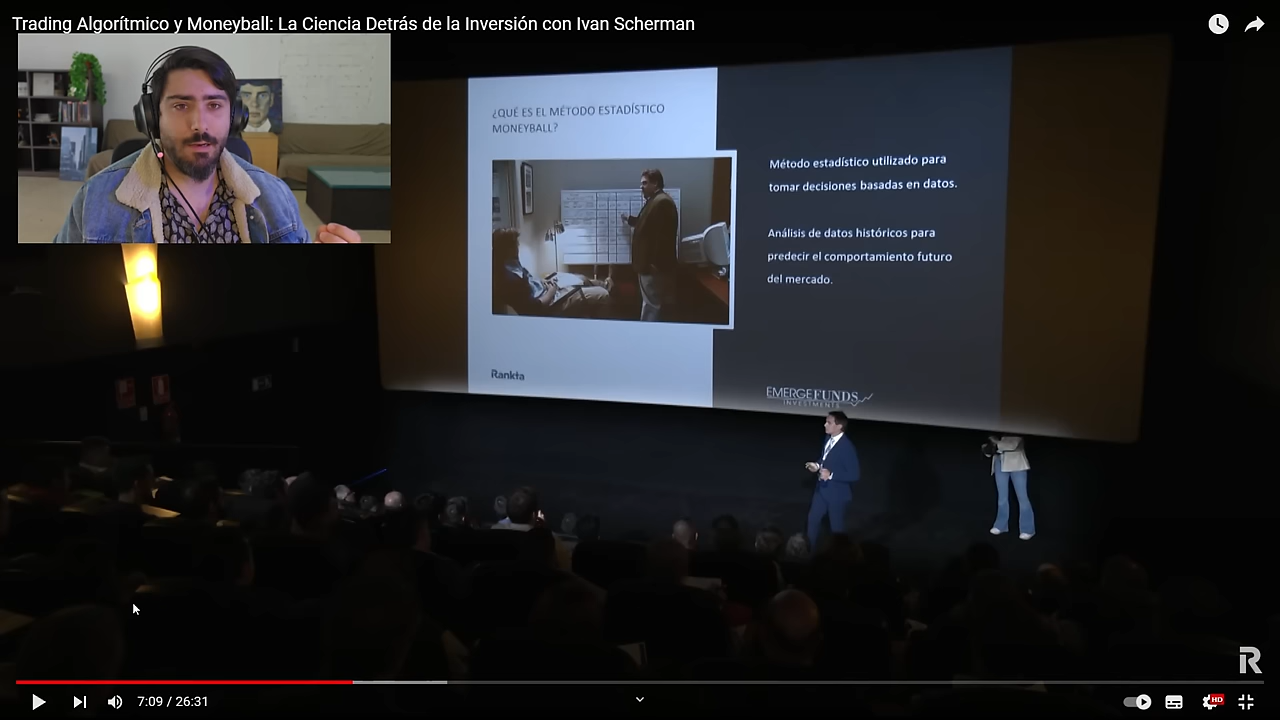 Trading Algorítmico y Moneyball: La Ciencia Detrás de la Inversión con Ivan Scherman
¿QUÉ ES EL MÉTODO ESTADÍSTICO
MONEYBALL?
Método estadístico utilizado para
tomar decisiones basadas en datos.
Análisis de datos históricos para
predecir el comportamiento futuro
del mercado.
Rankia
EMERGEFUNDS
INVESTMENTS
R
7:09 / 26:31
HD